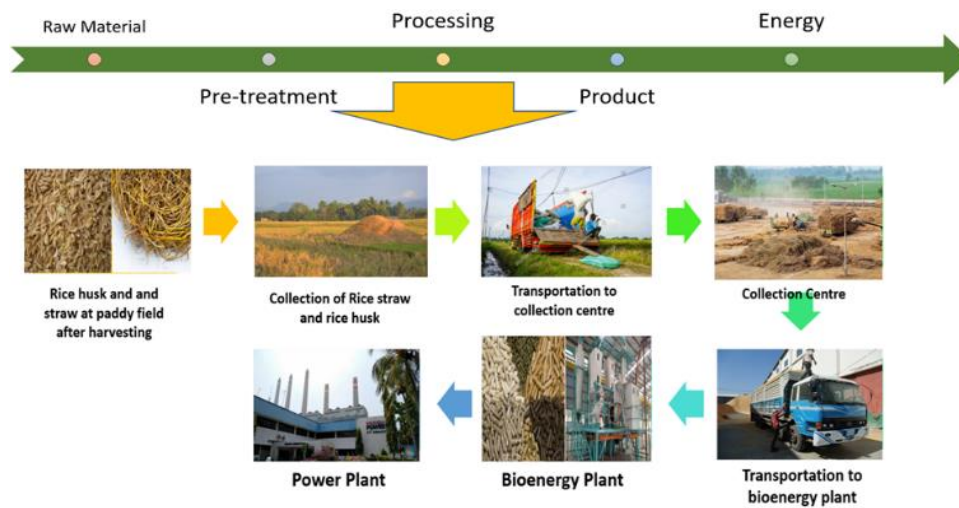 Raw Material
Processing
Energy
Pre-treatment
Product
Rice husk and and
straw at paddy field
after harvesting
Collection of Rice straw
and rice husk
Transportation to
collection centre
Collection Centre
Power Plant
Bioenergy Plant
Transportation to
bioenergy plant